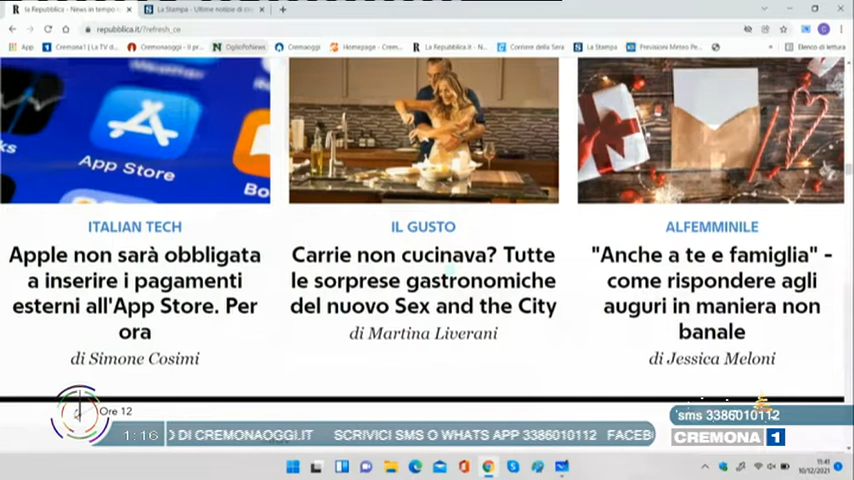 la Repubblica - News in tempo r
La Stampa - Ultime notizie di cr
repubblica.it/?refresh_ce
App
Cremona1 | La TV d
Cremonaoggi - il pr
OglioPoNews
Cremaoggi
Homepage - Crem
La Repubblica.it - N
Corriere della Sera
La Stampa
Previsioni Meteo Pe
Elenco di lettura
App Store
ITALIAN TECH
Apple non sarà obbligata
a inserire i pagamenti
esterni all'App Store. Per
ora
di Simone Cosimi
IL GUSTO
Carrie non cucinava? Tutte
le sorprese gastronomiche
del nuovo Sex and the City
di Martina Liverani
ALFEMMINILE
"Anche a te e famiglia" -
come rispondere agli
auguri in maniera non
banale
di Jessica Meloni
Ore 12
1:16
DI CREMONAOGGI.IT SCRIVICI SMS O WHATS APP 3386010112 FACEB
sms 3386010112
CREMONA 1
11:41
10/12/2021